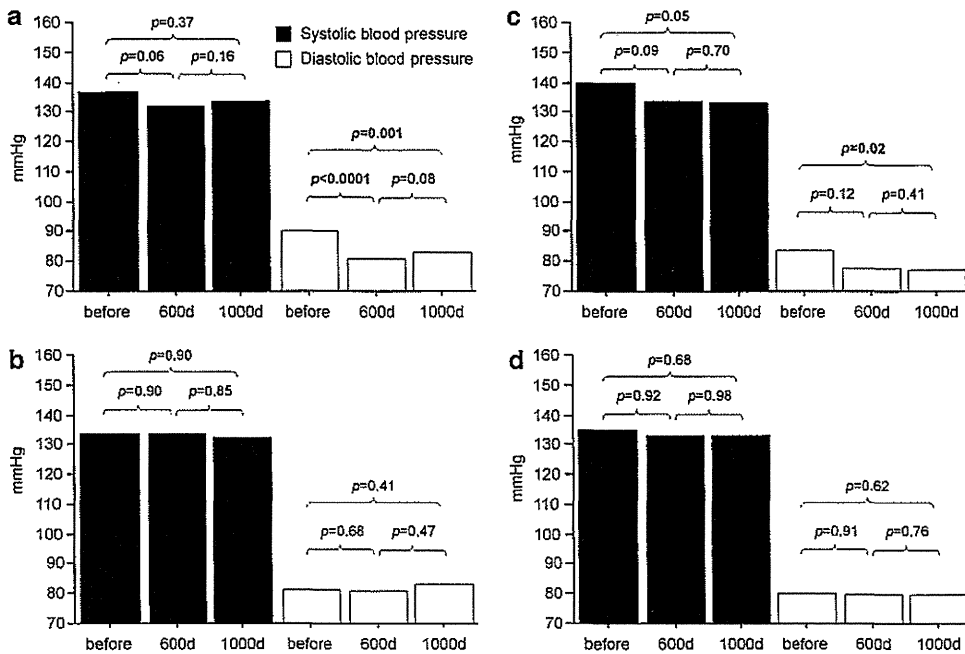 a
160
150
140
130
120
110
100
90
80
70
mmHg
p=0.37
p=0.06
p=0.16
Systolic blood pressure
Diastolic blood pressure
p=0.001
p<0.0001
p=0.08
before
600d
1000d
before
600d
1000d
c
160
150
140
130
120
110
100
90
80
70
mmHg
p=0.05
p=0.09
p=0.70
p=0.02
p=0.12
p=0.41
before
600d
1000d
before
600d
1000d
b
160
150
140
130
120
110
100
90
80
70
mmHg
p=0.90
p=0.90
p=0.85
p=0.41
p=0.68
p=0.47
before
600d
1000d
before
600d
1000d
d
160
150
140
130
120
110
100
90
80
70
mmHg
p=0.68
p=0.92
p=0.98
p=0.62
p=0.91
p=0.76
before
600d
1000d
before
600d
1000d